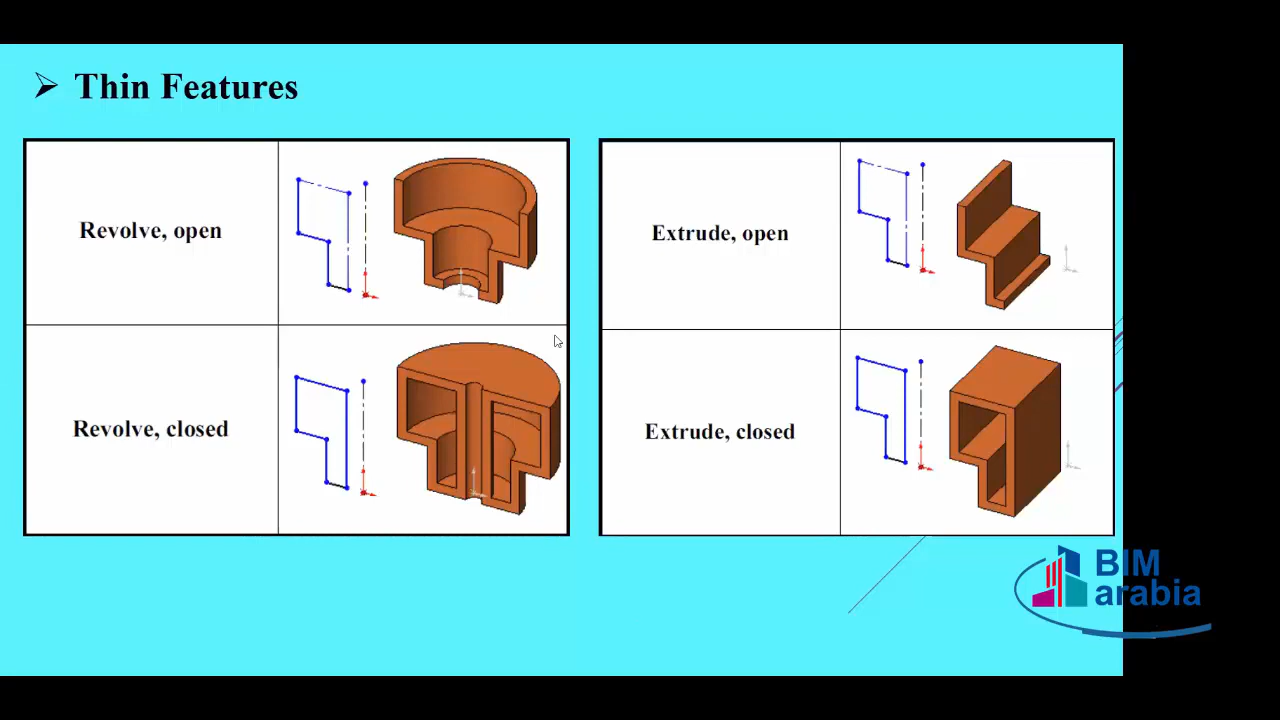 Thin Features
Revolve, open
Extrude, open
Revolve, closed
Extrude, closed
BIM
arabia